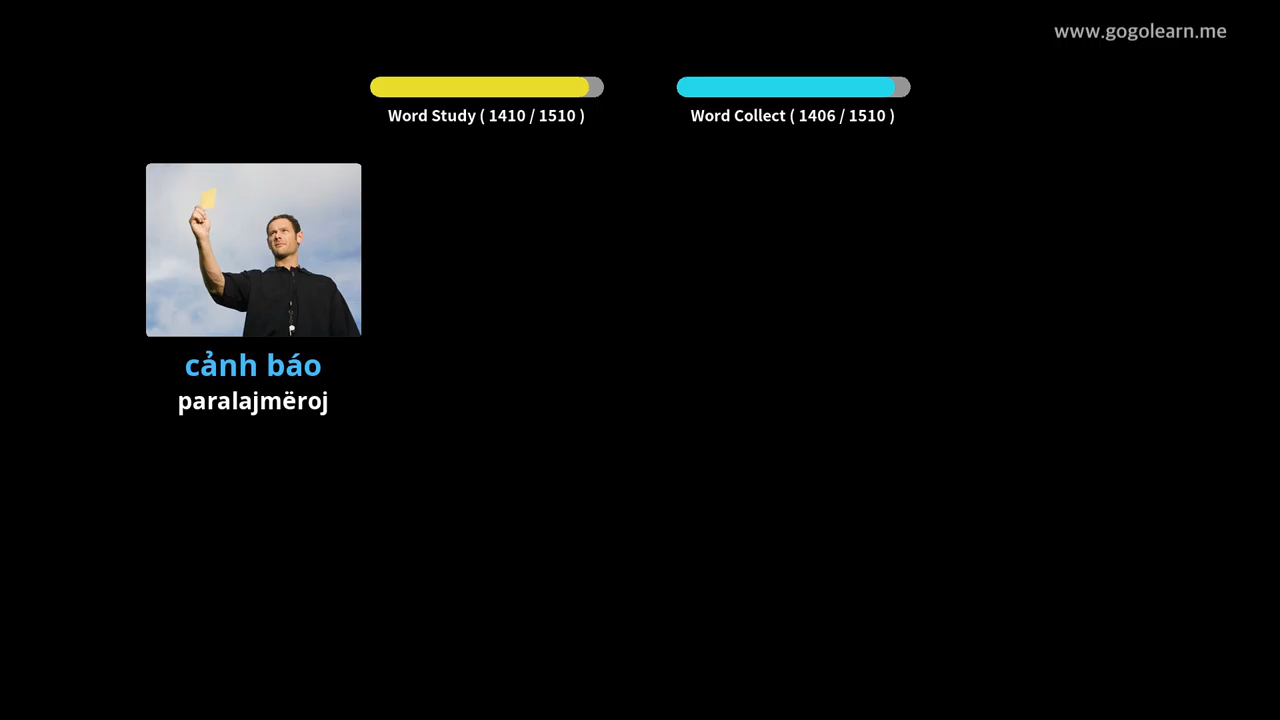 www.gogolearn.me
Word Study ( 1410 / 1510 )
Word Collect ( 1406 / 1510 )
cảnh báo
paralajmëroj